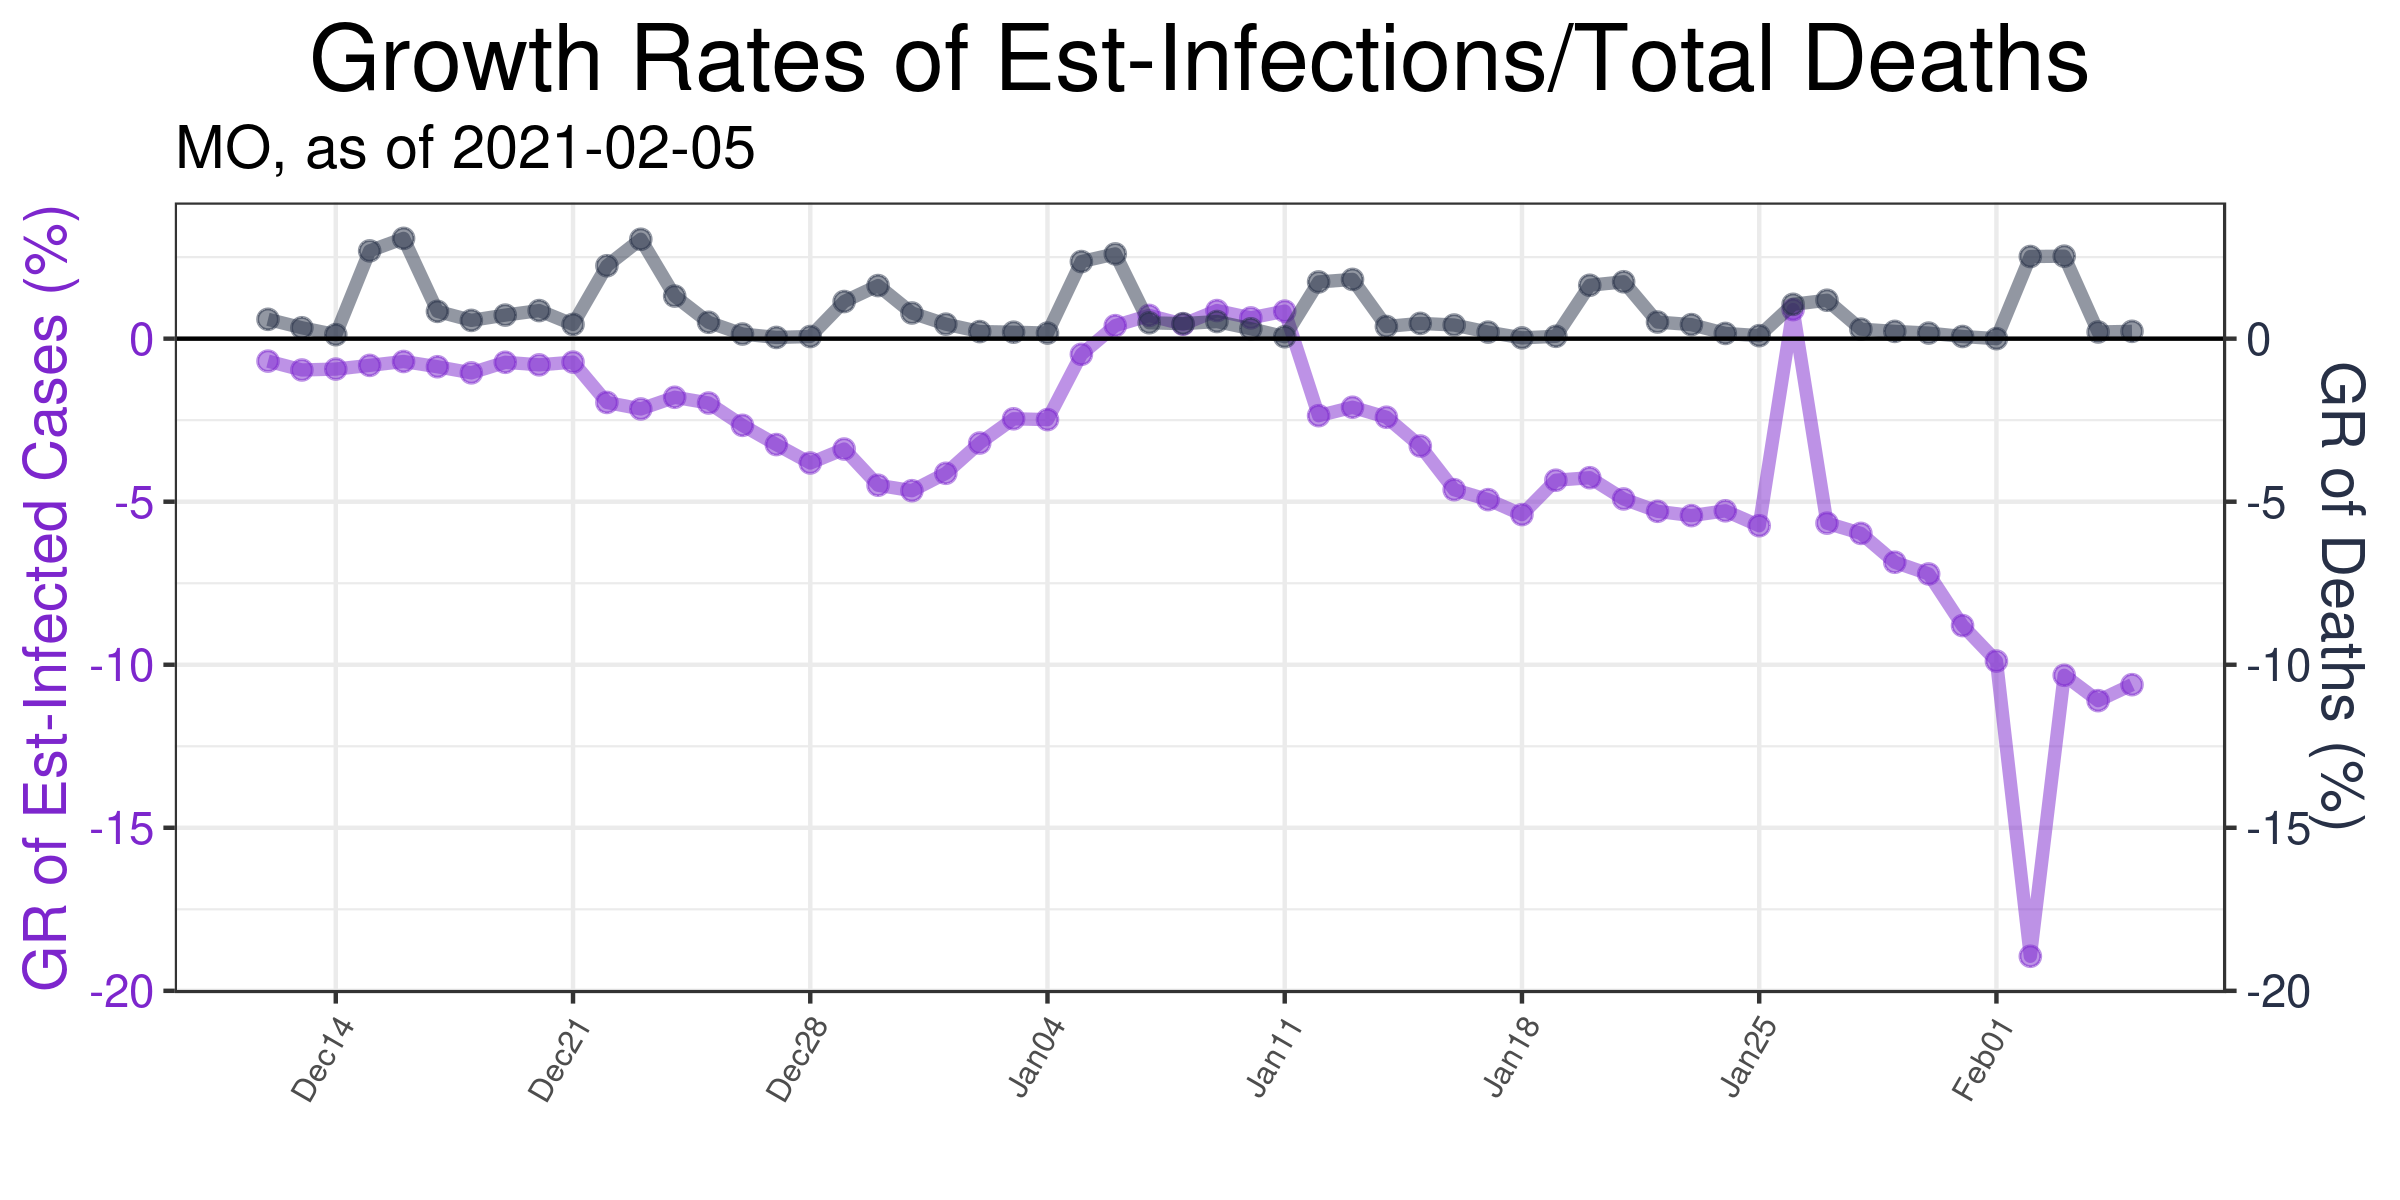 Growth Rates of Est-Infections/Total Deaths
MO, as of 2021-02-05
GR of Est-Infected Cases (%)
0
-5
-10
-15
-20
0
-5
-10
-15
-20
GR of Deaths (%)
Dec14
Dec21
Dec28
Jan04
Jan11
Jan18
Jan25
Feb01